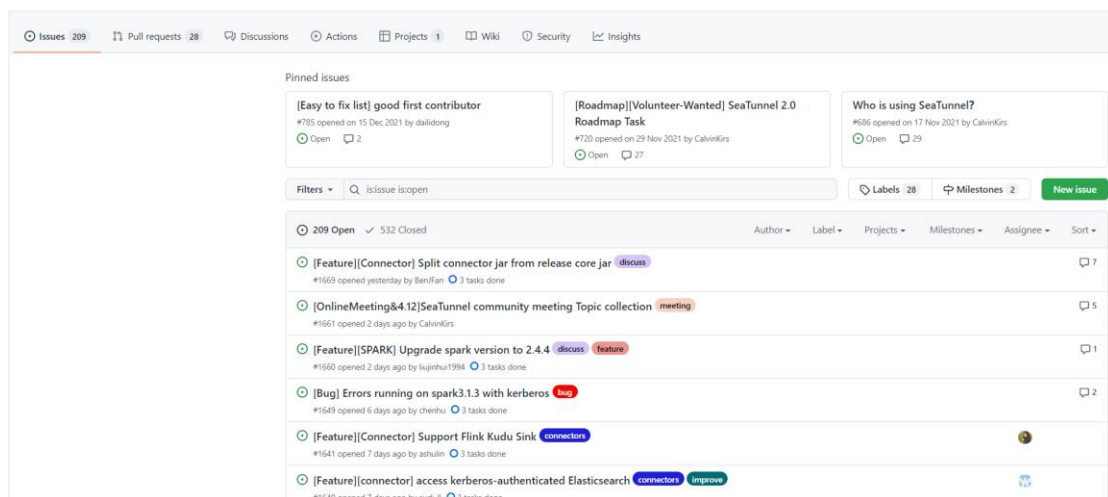 Issues 209 Pull requests 28 Discussions Actions Projects 1 Wiki Security Insights
Pinned issues
[Easy to fix list] good first contributor
#785 opened on 15 Dec 2021 by dailidong
Open 2
[Roadmap][Volunteer-Wanted] SeaTunnel 2.0
Roadmap Task
#720 opened on 29 Nov 2021 by CalvinKirs
Open 27
Who is using SeaTunnel?
#686 opened on 17 Nov 2021 by CalvinKirs
Open 29
Filters is:issue is:open Labels 28 Milestones 2 New issue
209 Open 532 Closed Author Label Projects Milestones Assignee Sort
[Feature][Connector] Split connector jar from release core jar discuss 7
#1669 opened yesterday by BenJFan 3 tasks done
[OnlineMeeting&4.12]SeaTunnel community meeting Topic collection meeting 5
#1661 opened 2 days ago by CalvinKirs
[Feature][SPARK] Upgrade spark version to 2.4.4 discuss feature 1
#1660 opened 2 days ago by liujinhui1994 3 tasks done
[Bug] Errors running on spark3.1.3 with kerberos bug 2
#1649 opened 6 days ago by chenhu 3 tasks done
[Feature][Connector] Support Flink Kudu Sink connectors
#1641 opened 7 days ago by ashulin 3 tasks done
[Feature][connector] access kerberos-authenticated Elasticsearch connectors improve